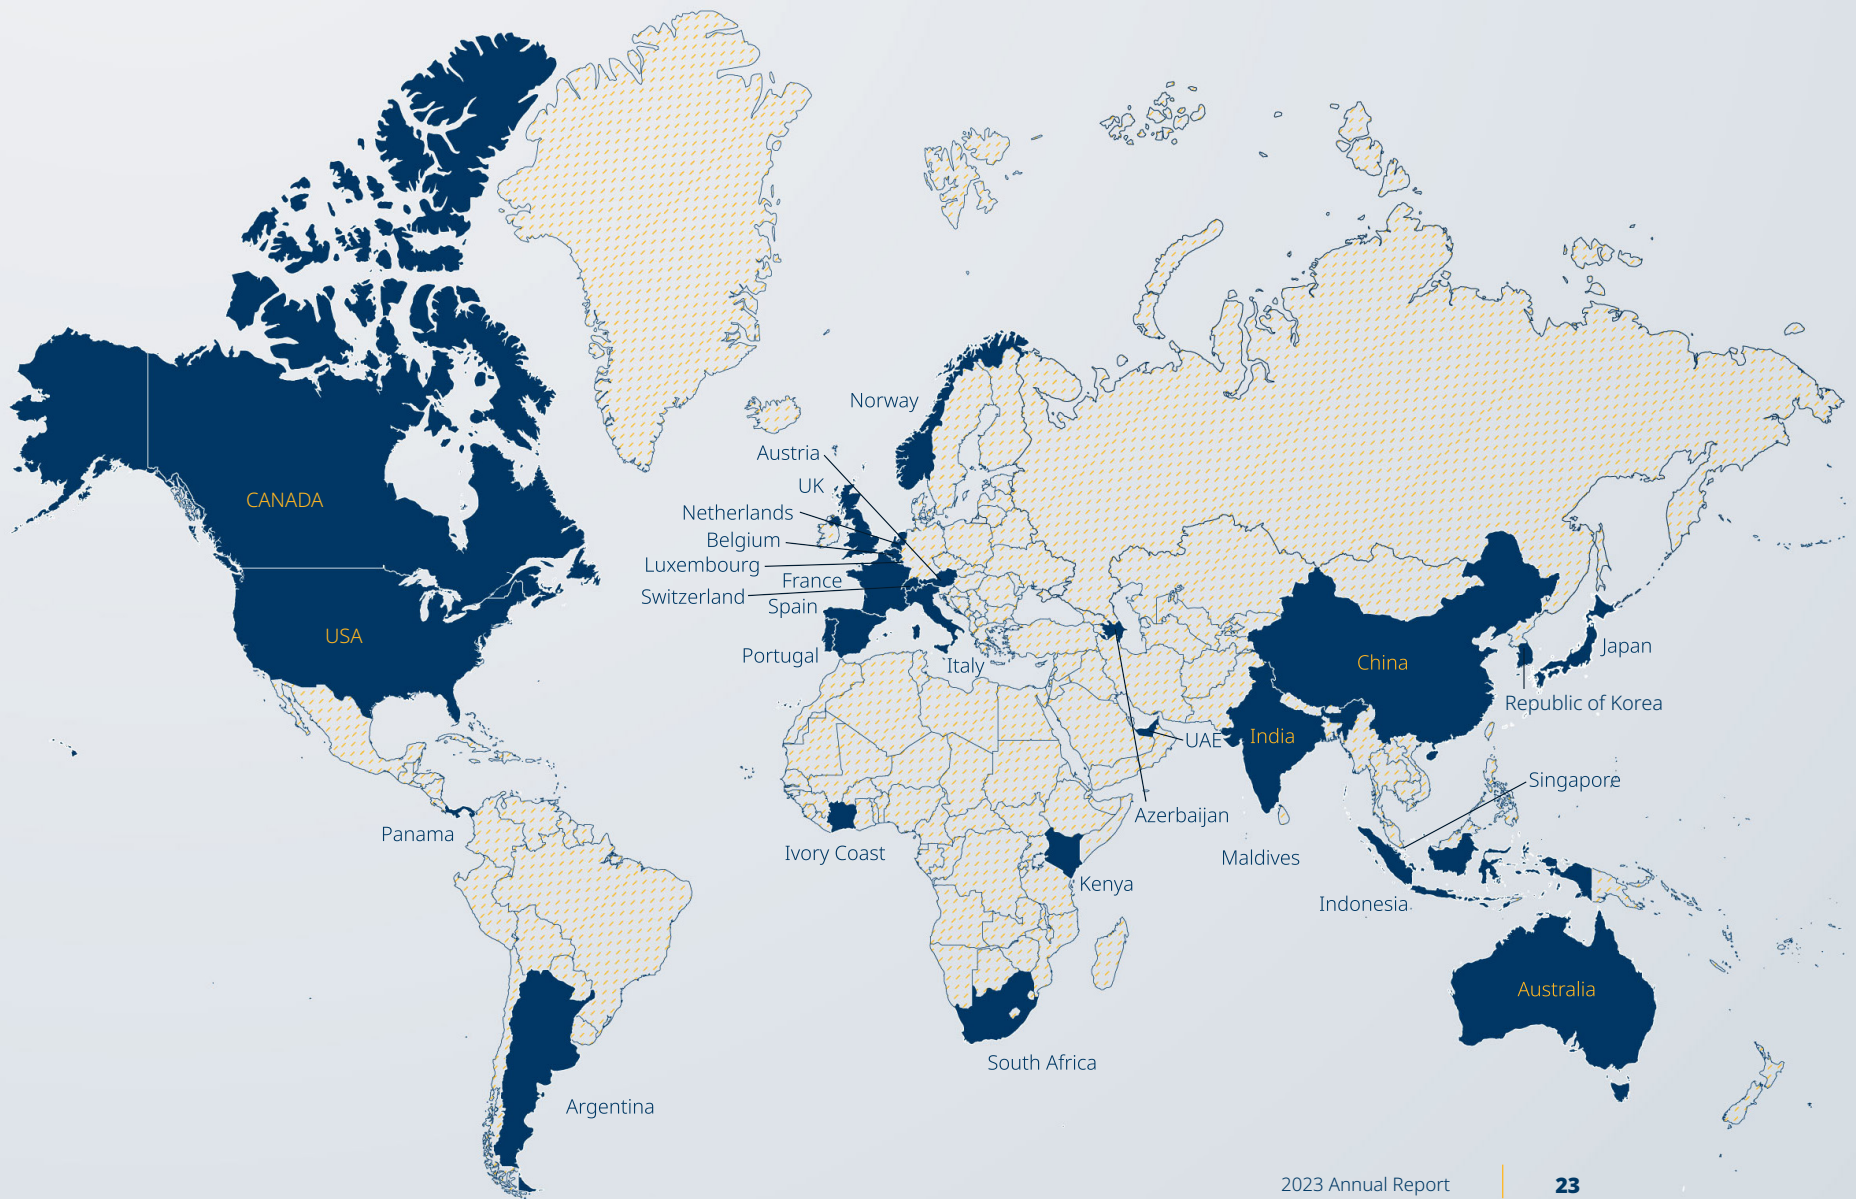 Norway
Austria
UK
CANADA
Netherlands
Belgium
Luxembourg
France
Switzerland
Spain
USA
Portugal
Italy
China
Japan
Republic of Korea
UAE
India
Singapore
Azerbaijan
Panama
Ivory Coast
Maldives
Kenya
Indonesia
Australia
South Africa
Argentina
2023 Annual Report
23